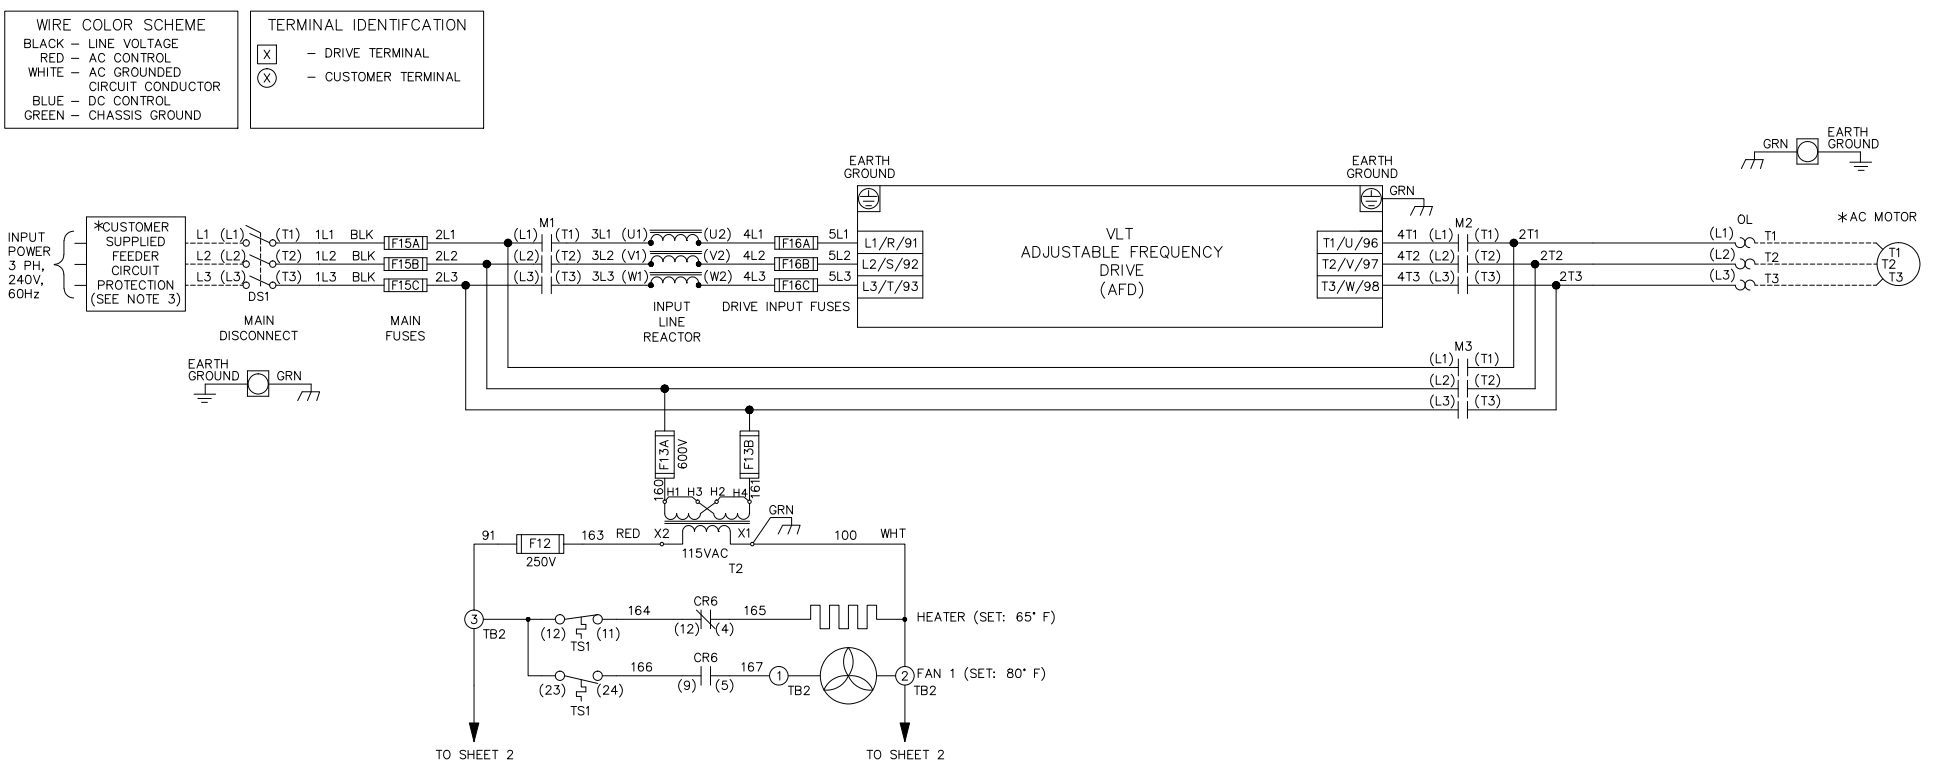 WIRE COLOR SCHEME
BLACK – LINE VOLTAGE
RED – AC CONTROL
WHITE – AC GROUNDED
CIRCUIT CONDUCTOR
BLUE – DC CONTROL
GREEN – CHASSIS GROUND
TERMINAL IDENTIFCATION
X – DRIVE TERMINAL
X – CUSTOMER TERMINAL
INPUT
POWER
3 PH,
240V,
60Hz
*CUSTOMER
SUPPLIED
FEEDER
CIRCUIT
PROTECTION
(SEE NOTE 3)
L1 (L1) (T1) 1L1 BLK F15A 2L1 (L1) M1 (T1) 3L1 (U1) (U2) 4L1 F16A 5L1 L1/R/91
L2 (L2) (T2) 1L2 BLK F15B 2L2 (L2) (T2) 3L2 (V1) (V2) 4L2 F16B 5L2 L2/S/92
L3 (L3) (T3) 1L3 BLK F15C 2L3 (L3) (T3) 3L3 (W1) (W2) 4L3 F16C 5L3 L3/T/93
DS1
MAIN
DISCONNECT
MAIN
FUSES
INPUT
LINE
REACTOR
DRIVE INPUT FUSES
EARTH
GROUND
VLT
ADJUSTABLE FREQUENCY
DRIVE
(AFD)
EARTH
GROUND
GRN
T1/U/96 4T1 (L1) M2 (T1) 2T1 (L1) OL T1
T2/V/97 4T2 (L2) (T2) 2T2 (L2) T2
T3/W/98 4T3 (L3) (T3) 2T3 (L3) T3
GRN
EARTH
GROUND
*AC MOTOR
T1
T2
T3
M3
(L1) (T1)
(L2) (T2)
(L3) (T3)
EARTH
GROUND
GRN
F13A
600V
F13B
160
161
H1 H3 H2 H4
GRN
91 F12 163 RED X2 X1 100 WHT
250V
115VAC
T2
3
TB2
(12) (11)
TS1
164
CR6
(12) (4)
165
HEATER (SET: 65° F)
(23) (24)
TS1
166
CR6
(9) (5)
167
1
TB2
2
TB2
FAN 1 (SET: 80° F)
TO SHEET 2
TO SHEET 2